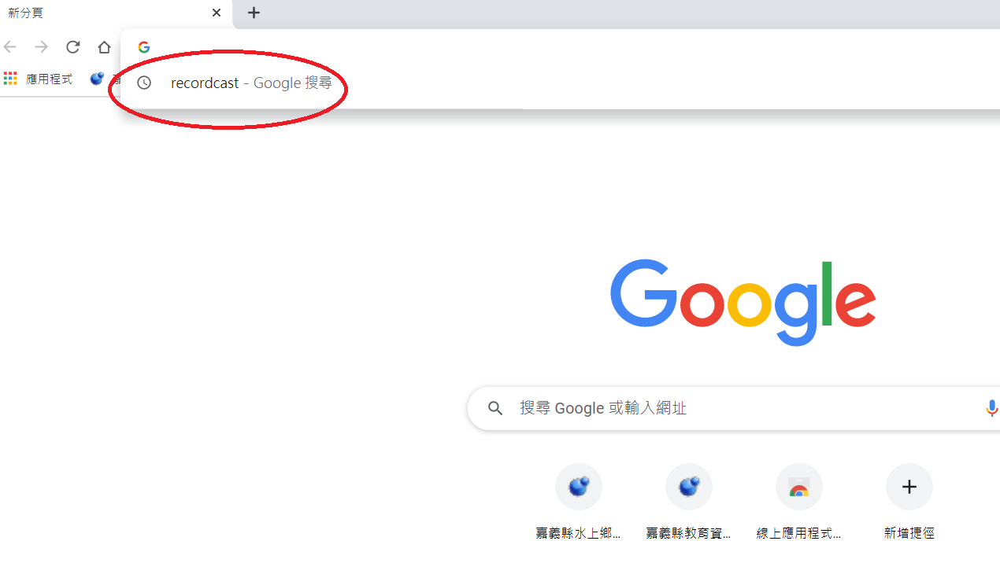 新分頁
應用程式
recordcast - Google 搜尋
Google
搜尋 Google 或輸入網址
嘉義縣水上鄉...
嘉義縣教育資...
線上應用程式...
新增捷徑